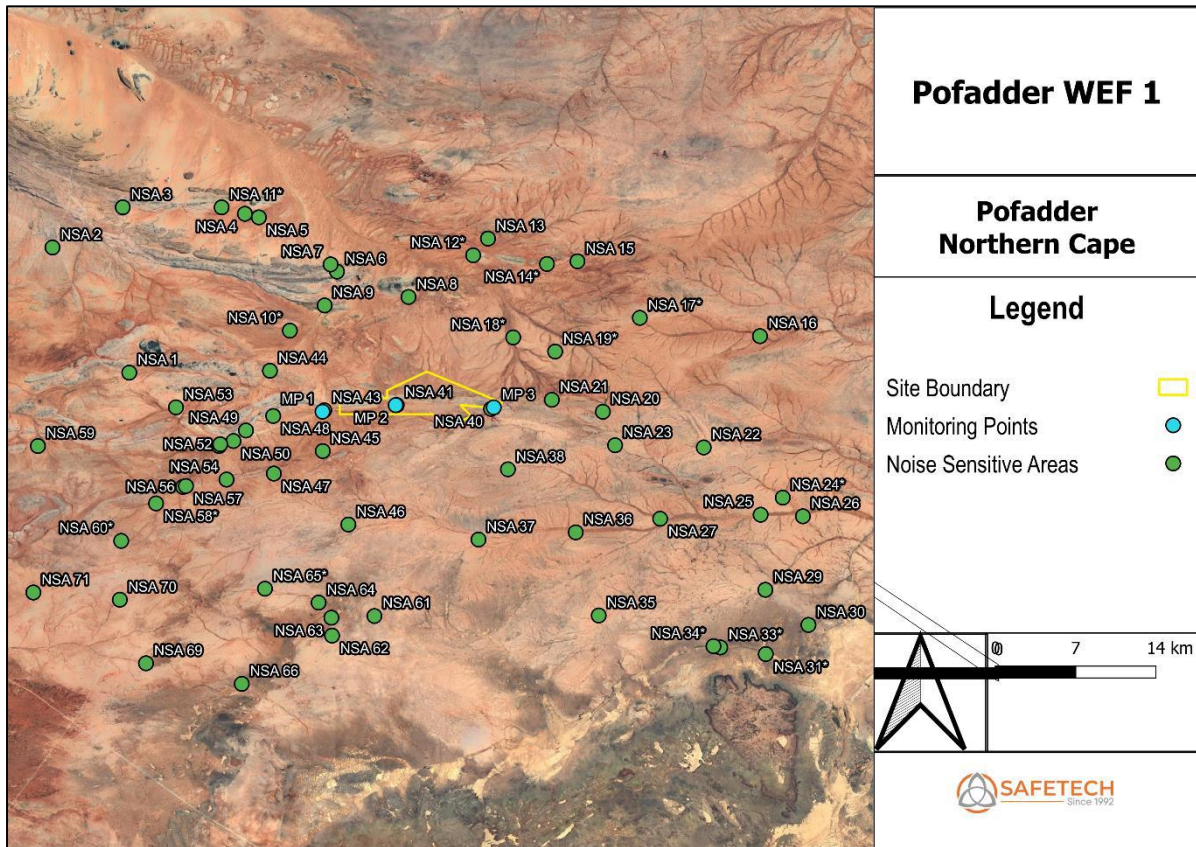 Pofadder WEF 1
Pofadder
Northern Cape
Legend
Site Boundary
Monitoring Points
Noise Sensitive Areas
0
0
7
14 km
SAFETECH
Since 1992
NSA 3
NSA 11*
NSA 4
NSA 5
NSA 2
NSA 13
NSA 12*
NSA 7
NSA 6
NSA 15
NSA 14*
NSA 8
NSA 9
NSA 10*
NSA 17*
NSA 16
NSA 18*
NSA 19*
NSA 1
NSA 44
NSA 53
MP 1
NSA 43
NSA 41
MP 3
NSA 21
NSA 20
NSA 49
NSA 48
MP 2
NSA 40
NSA 59
NSA 52
NSA 50
NSA 45
NSA 23
NSA 22
NSA 54
NSA 38
NSA 56
NSA 57
NSA 47
NSA 58*
NSA 24*
NSA 25
NSA 26
NSA 60*
NSA 46
NSA 37
NSA 36
NSA 27
NSA 71
NSA 70
NSA 65*
NSA 64
NSA 61
NSA 35
NSA 29
NSA 30
NSA 63
NSA 62
NSA 34*
NSA 33*
NSA 31*
NSA 69
NSA 66